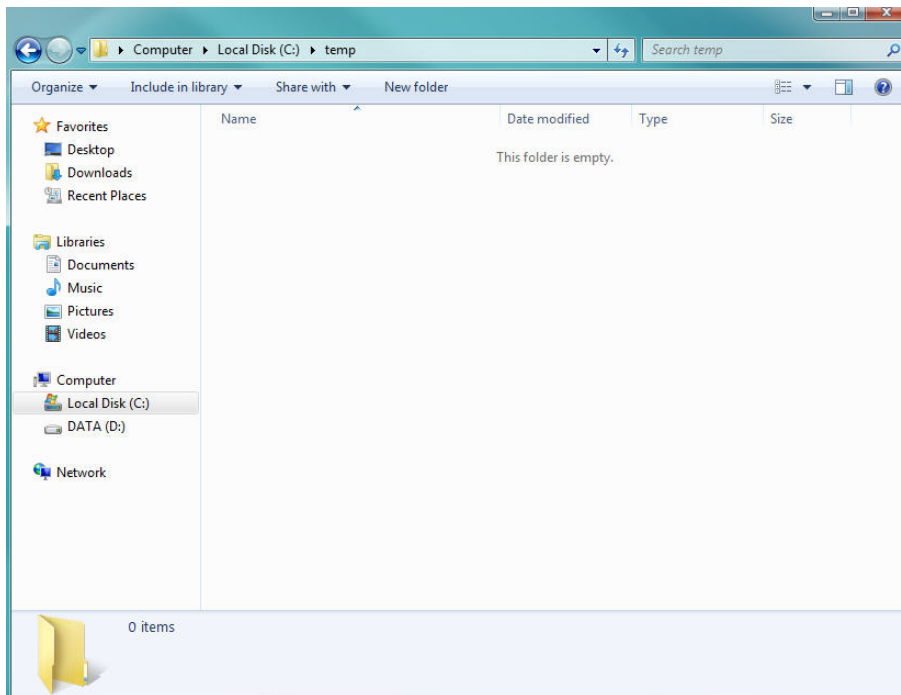 Computer Local Disk (C:) temp
Search temp
Organize Include in library Share with New folder
Favorites
Desktop
Downloads
Recent Places
Libraries
Documents
Music
Pictures
Videos
Computer
Local Disk (C:)
DATA (D:)
Network
Name Date modified Type Size
This folder is empty.
0 items